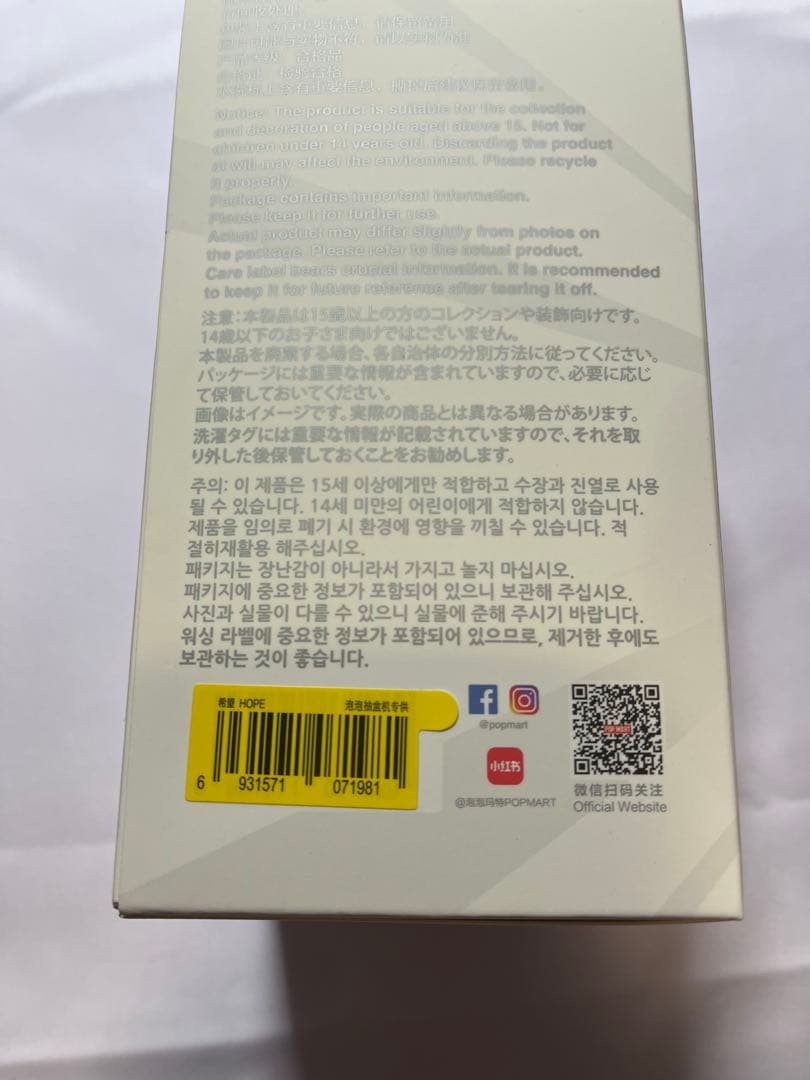 产品等级：合格品
合格证：检验合格
Notice: The product is suitable for the collection
and decoration of people aged above 15. Not for
children under 14 years old. Discarding the product
at will may affect the environment. Please recycle
it properly.
Package contains important information.
Please keep it for further use.
Actual product may differ slightly from photos on
the package. Please refer to the actual product.
Care label bears crucial information. It is recommended
to keep it for future reference after tearing it off.
注意：本製品は15歳以上の方のコレクションや装飾向けです。
14歳以下のお子さま向けではございません。
本製品を廃棄する場合、各自治体の分別方法に従ってください。
パッケージには重要な情報が含まれていますので、必要に応じ
て保管しておいてください。
画像はイメージです。実際の商品とは異なる場合があります。
洗濯タグには重要な情報が記載されていますので、それを取
り外した後保管しておくことをお勧めします。
주의: 이 제품은 15세 이상에게만 적합하고 수장과 진열로 사용
될 수 있습니다. 14세 미만의 어린이에게 적합하지 않습니다.
제품을 임의로 폐기 시 환경에 영향을 끼칠 수 있습니다. 적
절히재활용 해주십시오.
패키지는 장난감이 아니라서 가지고 놀지 마십시오.
패키지에 중요한 정보가 포함되어 있으니 보관해 주십시오.
사진과 실물이 다를 수 있으니 실물에 준해 주시기 바랍니다.
워싱 라벨에 중요한 정보가 포함되어 있으므로, 제거한 후에도
보관하는 것이 좋습니다.
希望 HOPE 泡泡抽盒机专供
6 931571 071981
@popmart
小红书
@泡泡玛特POPMART
POP MART
微信扫码关注
Official Website